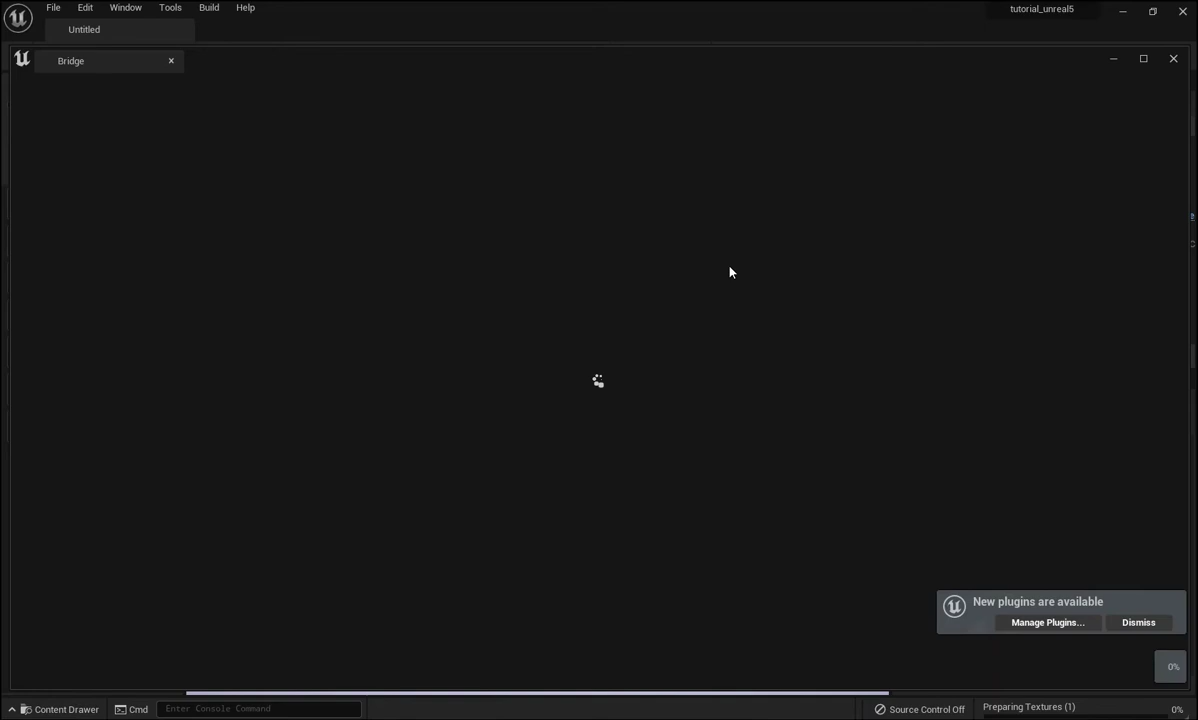 File Edit Window Tools Build Help
tutorial_unreal5
Untitled
Bridge
New plugins are available
Manage Plugins... Dismiss
0%
Content Drawer Cmd Enter Console Command Source Control Off Preparing Textures (1) 0%